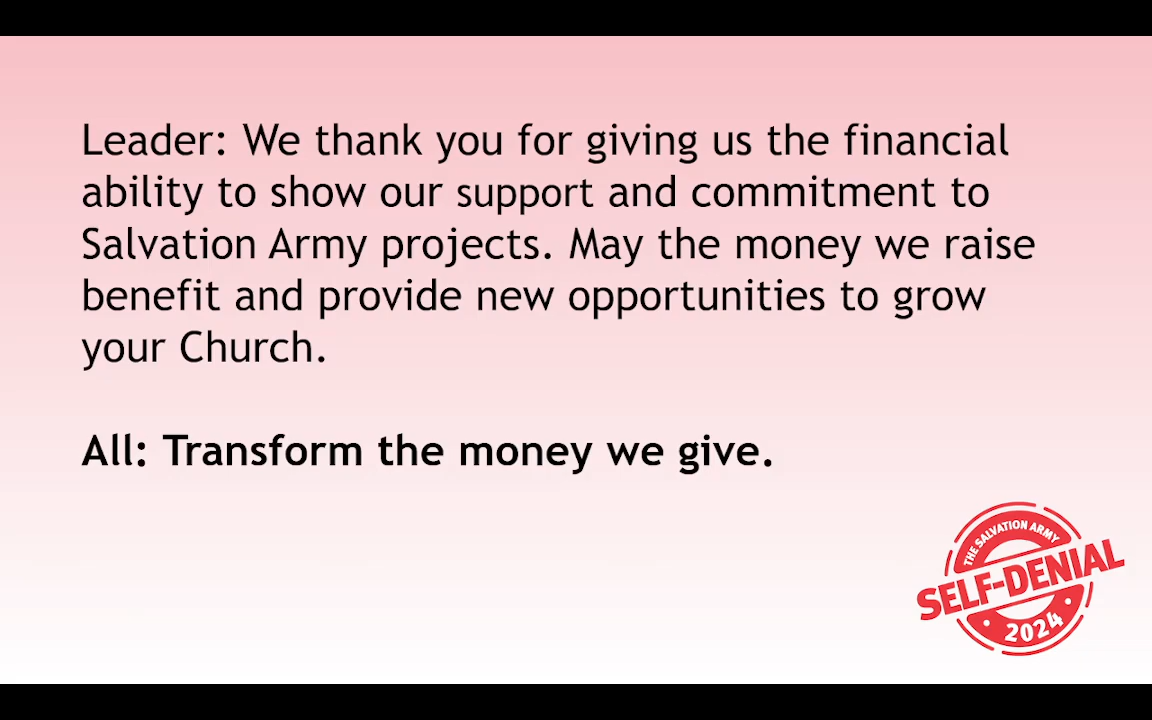 Leader: We thank you for giving us the financial
ability to show our support and commitment to
Salvation Army projects. May the money we raise
benefit and provide new opportunities to grow
your Church.
All: Transform the money we give.
THE SALVATION ARMY
SELF-DENIAL
2024